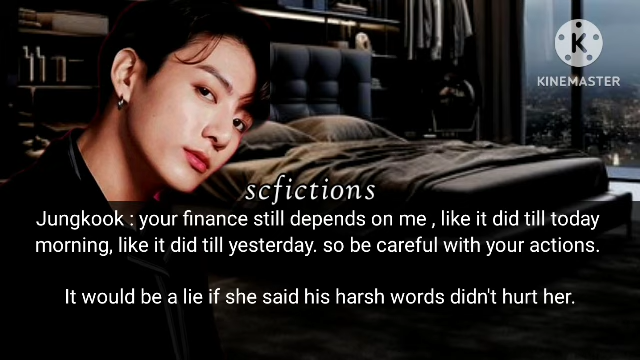 K
KINEMASTER
scfictions
Jungkook : your finance still depends on me , like it did till today
morning, like it did till yesterday. so be careful with your actions.
It would be a lie if she said his harsh words didn't hurt her.